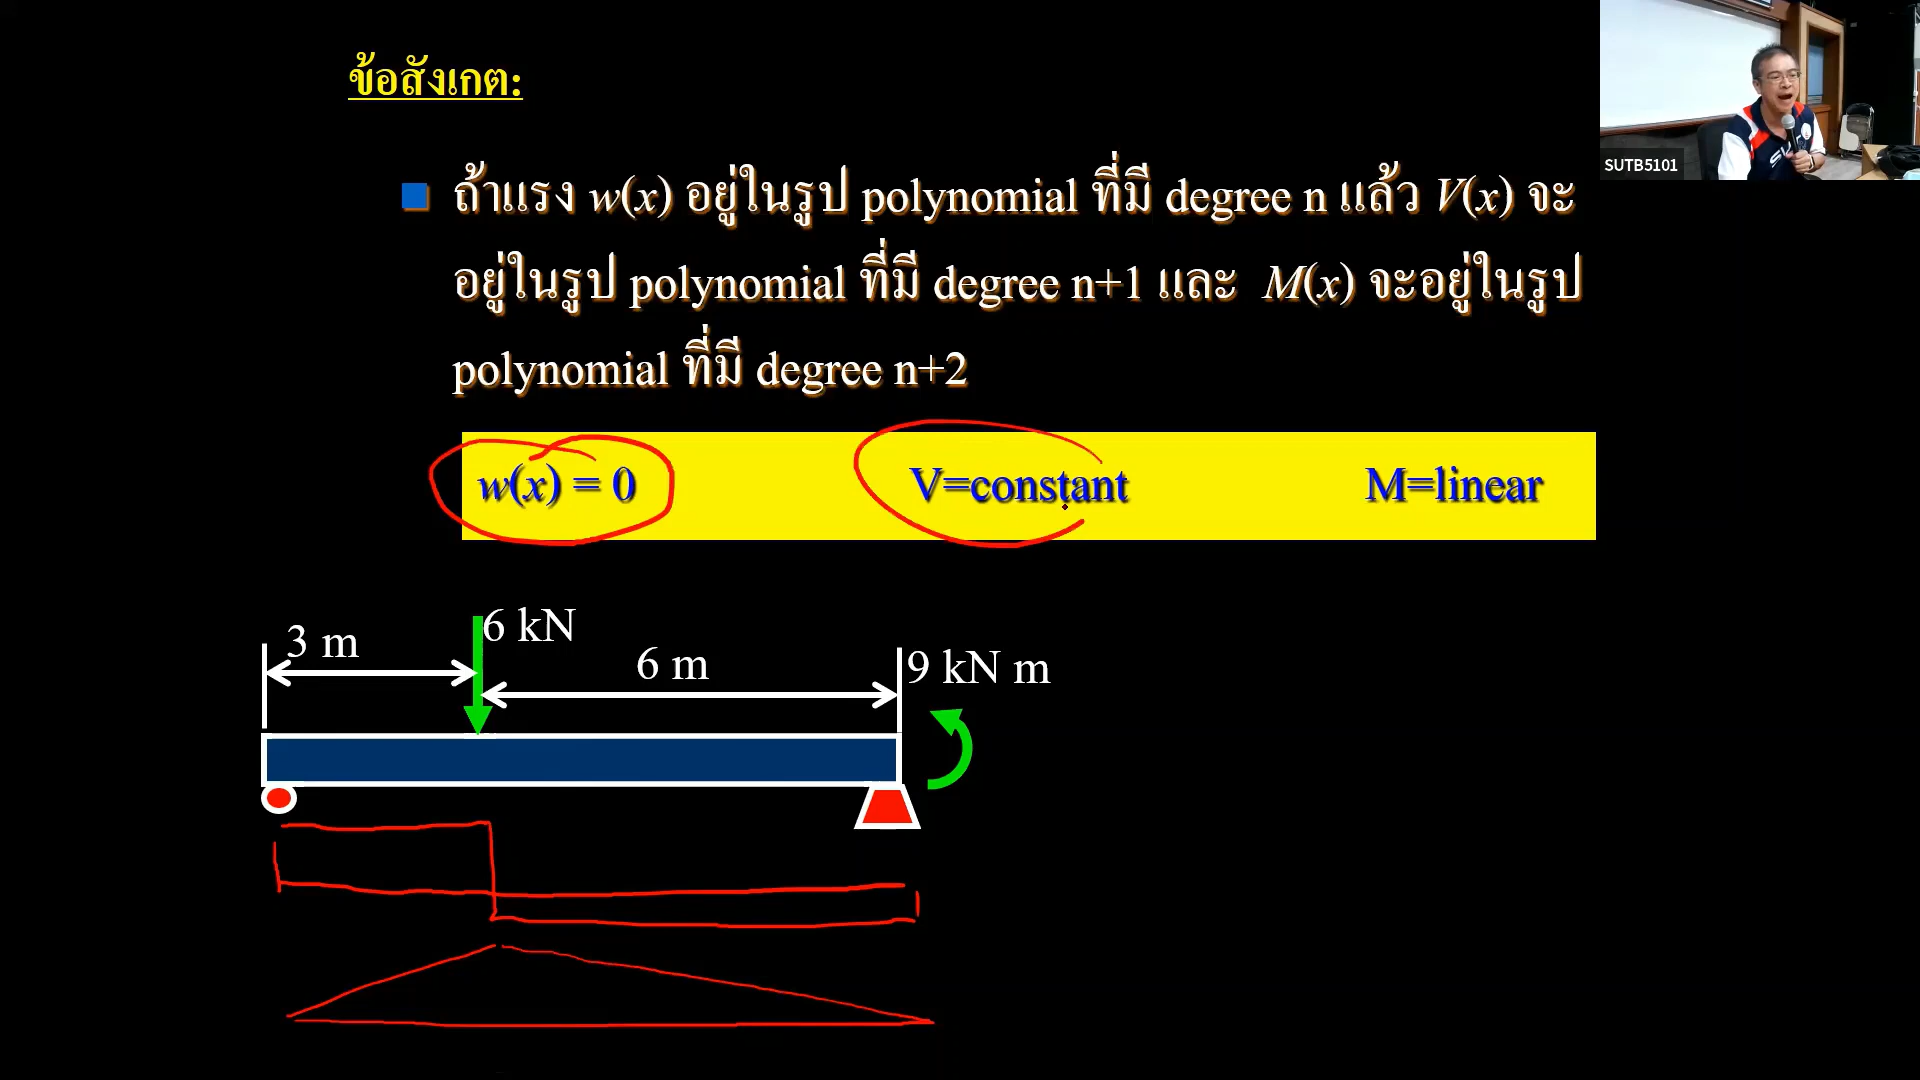 ข้อสังเกต:
ถ้าแรง w(x) อยู่ในรูป polynomial ที่มี degree n แล้ว V(x) จะ
อยู่ในรูป polynomial ที่มี degree n+1 และ M(x) จะอยู่ในรูป
polynomial ที่มี degree n+2
w(x) = 0 V=constant M=linear
3 m
6 kN
6 m
9 kN m
SUTB5101